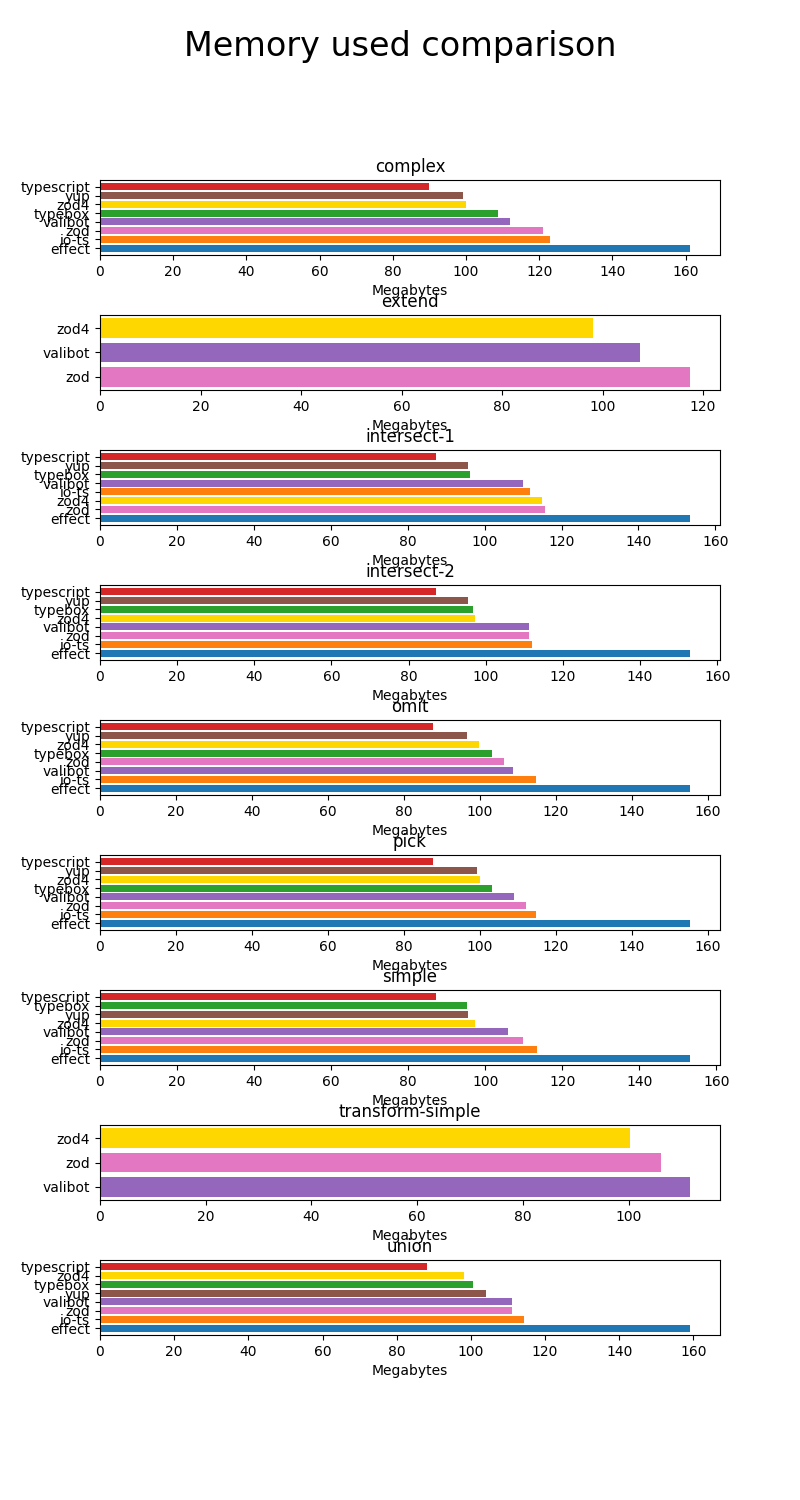 Memory used comparison
complex
typescript
yup
zod4
typebox
valibot
zod
io-ts
effect
0 20 40 60 80 100 120 140 160
Megabytes
extend
zod4
valibot
zod
0 20 40 60 80 100 120
Megabytes
intersect-1
typescript
yup
typebox
valibot
io-ts
zod4
zod
effect
0 20 40 60 80 100 120 140 160
Megabytes
intersect-2
typescript
yup
typebox
zod4
valibot
zod
io-ts
effect
0 20 40 60 80 100 120 140 160
Megabytes
omit
typescript
yup
zod4
typebox
zod
valibot
io-ts
effect
0 20 40 60 80 100 120 140 160
Megabytes
pick
typescript
yup
zod4
typebox
valibot
zod
io-ts
effect
0 20 40 60 80 100 120 140 160
Megabytes
simple
typescript
typebox
yup
zod4
valibot
zod
io-ts
effect
0 20 40 60 80 100 120 140 160
Megabytes
transform-simple
zod4
zod
valibot
0 20 40 60 80 100
Megabytes
union
typescript
zod4
typebox
yup
valibot
zod
io-ts
effect
0 20 40 60 80 100 120 140 160
Megabytes